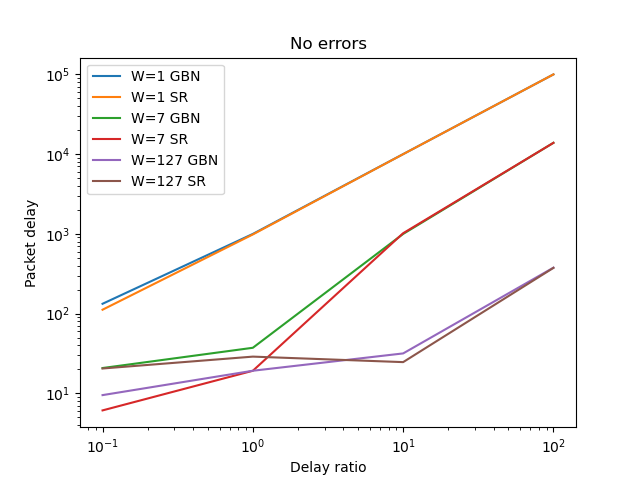 No errors
W=1 GBN
W=1 SR
W=7 GBN
W=7 SR
W=127 GBN
W=127 SR
Packet delay
10^5
10^4
10^3
10^2
10^1
10^-1
10^0
10^1
10^2
Delay ratio